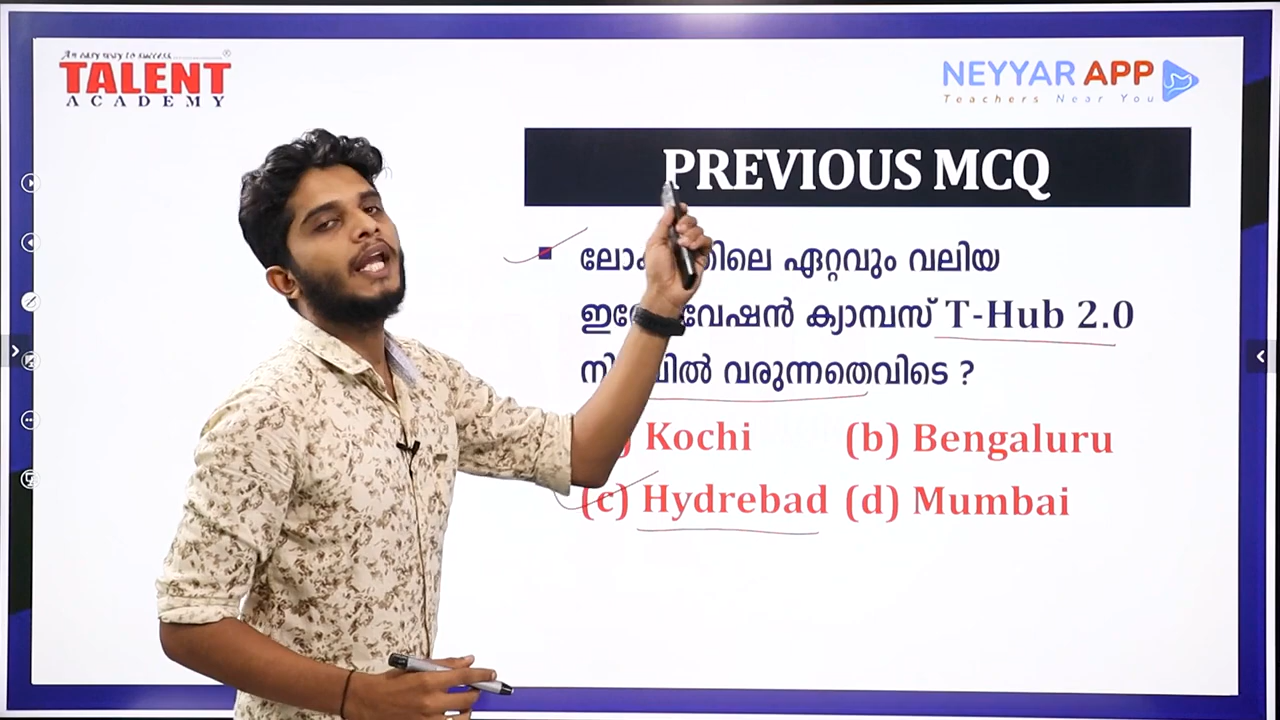 An easy way to success
TALENT
ACADEMY
NEYYAR APP
Teachers Near You
PREVIOUS MCQ
ഏറ്റവും വലിയ
ക്യാമ്പസ് T-Hub 2.0
വരുന്നതെവിടെ ?
Kochi (b) Bengaluru
(c) Hydrebad (d) Mumbai